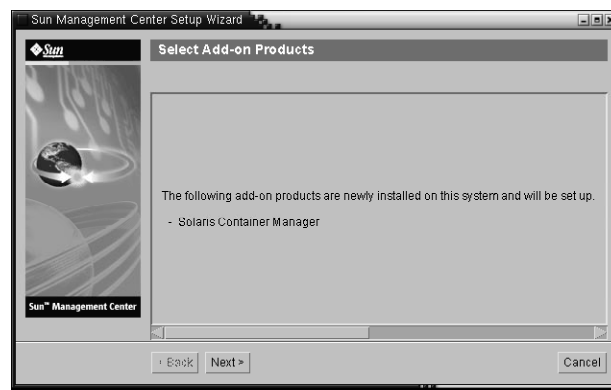 Sun Management Center Setup Wizard
Sun
Select Add-on Products
The following add-on products are newly installed on this system and will be set up.
- Solaris Container Manager
Sun™ Management Center
< Back
Next >
Cancel